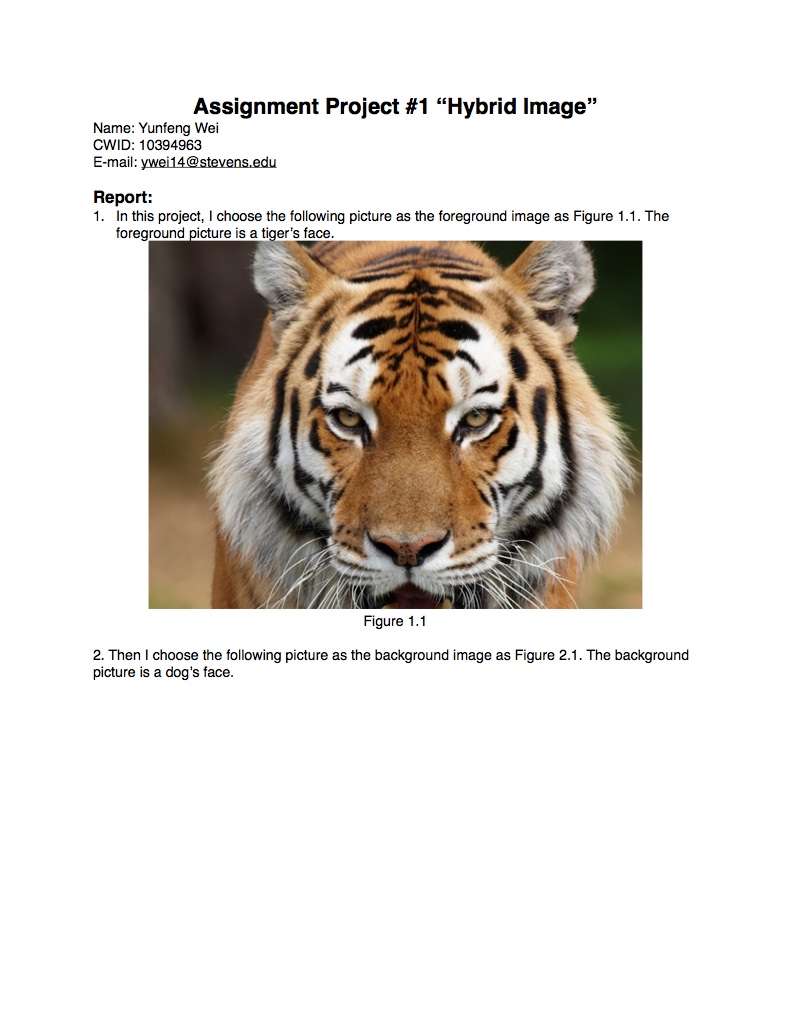 Assignment Project #1 “Hybrid Image”
Name: Yunfeng Wei
CWID: 10394963
E-mail: ywei14@stevens.edu
Report:
1. In this project, I choose the following picture as the foreground image as Figure 1.1. The
foreground picture is a tiger’s face.
Figure 1.1
2. Then I choose the following picture as the background image as Figure 2.1. The background
picture is a dog’s face.